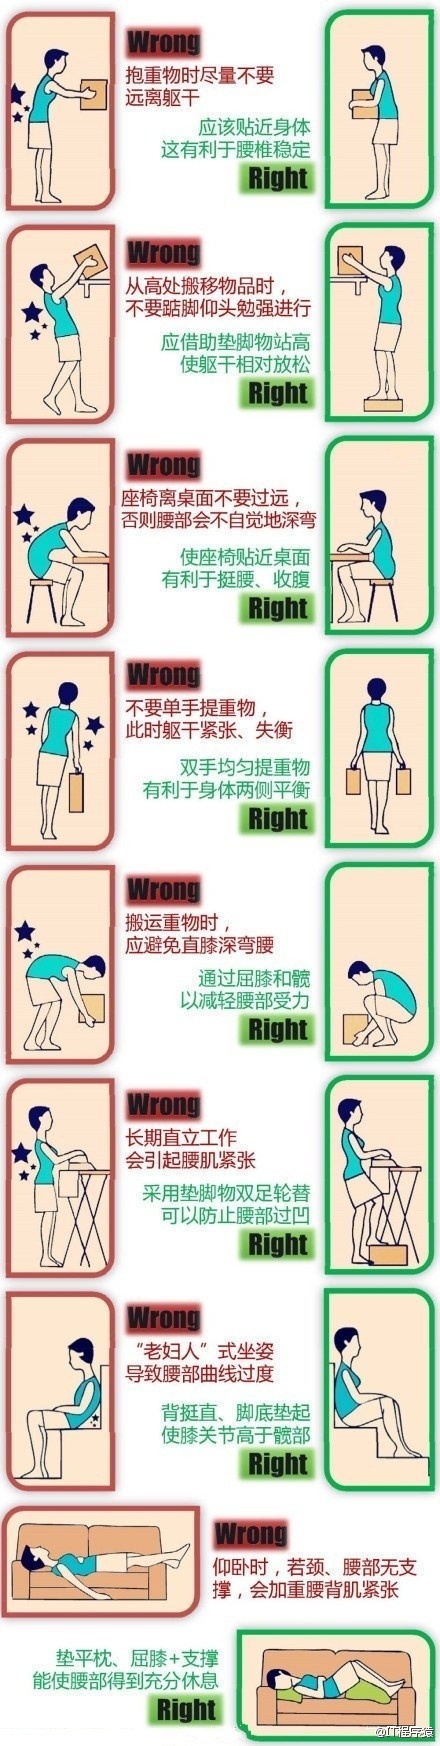 Wrong
抱重物时尽量不要
远离躯干
应该贴近身体
这有利于腰椎稳定
Right
Wrong
从高处搬移物品时，
不要踮脚仰头勉强进行
应借助垫脚物站高
使躯干相对放松
Right
Wrong
座椅离桌面不要过远，
否则腰部会不自觉地深弯
使座椅贴近桌面
有利于挺腰、收腹
Right
Wrong
不要单手提重物，
此时躯干紧张、失衡
双手均匀提重物
有利于身体两侧平衡
Right
Wrong
搬运重物时，
应避免直膝深弯腰
通过屈膝和髋
以减轻腰部受力
Right
Wrong
长期直立工作
会引起腰肌紧张
采用垫脚物双足轮替
可以防止腰部过凹
Right
Wrong
“老妇人”式坐姿
导致腰部曲线过度
背挺直、脚底垫起
使膝关节高于髋部
Right
Wrong
仰卧时，若颈、腰部无支
撑，会加重腰背肌紧张
垫平枕、屈膝+支撑
能使腰部得到充分休息
Right
@IT程序猿